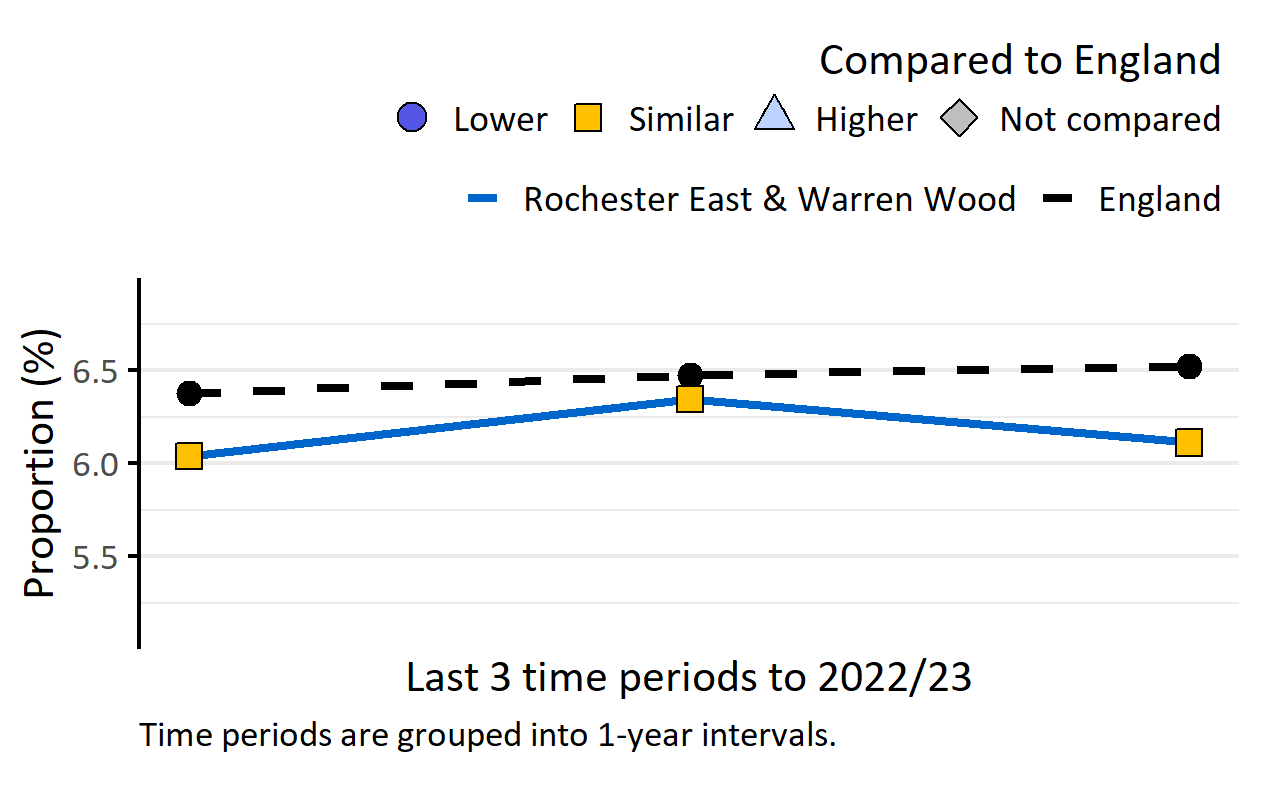 Compared to England
Lower Similar Higher Not compared
Rochester East & Warren Wood England
Proportion (%)
6.5
6.0
5.5
Last 3 time periods to 2022/23
Time periods are grouped into 1-year intervals.